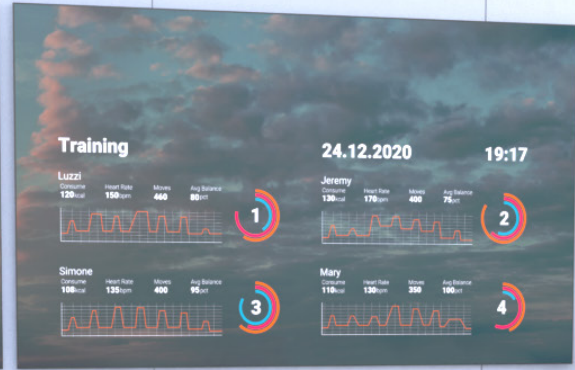 Training 24.12.2020 19:17
Luzzi
Consume Heart Rate Moves Avg Balance
120kcal 150bpm 460 80pct
1
Jeremy
Consume Heart Rate Moves Avg Balance
130kcal 170bpm 400 75pct
2
Simone
Consume Heart Rate Moves Avg Balance
108kcal 135bpm 400 95pct
3
Mary
Consume Heart Rate Moves Avg Balance
110kcal 130bpm 350 100pct
4